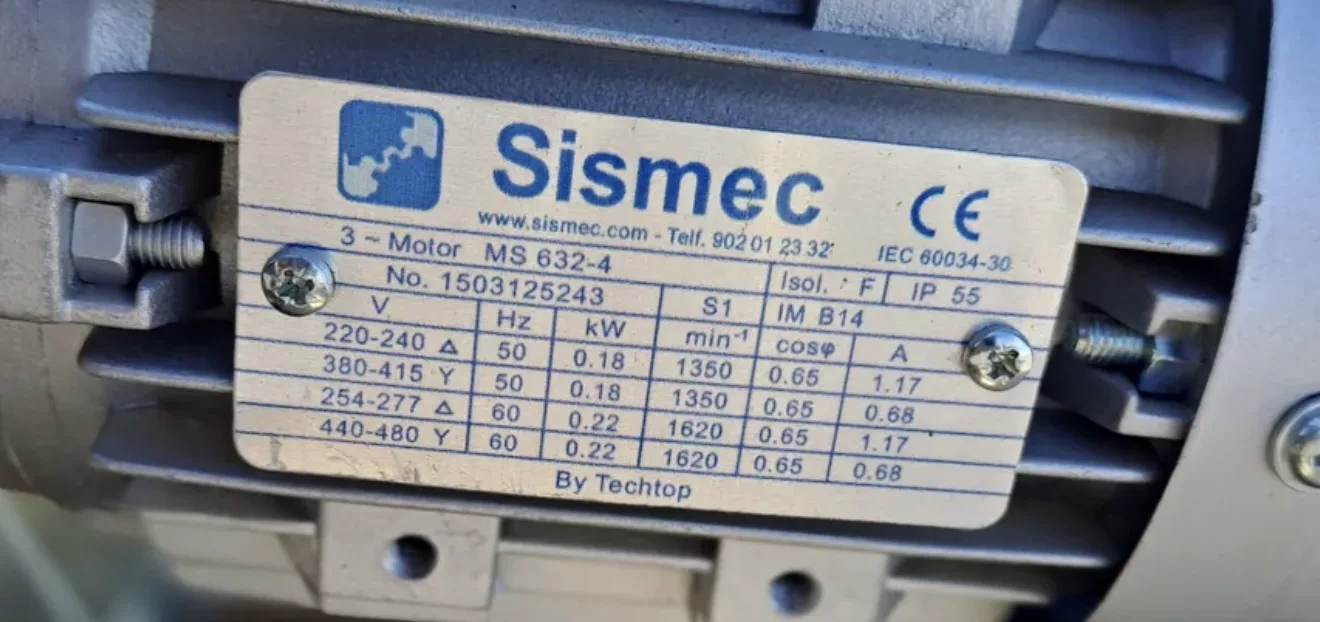 Sismec
CE
www.sismec.com - Telf. 902 01 23 32
IEC 60034-30
3 ~ Motor MS 632-4
Isol. : F IP 55
No. 1503125243 S1 IM B14
V Hz kW min-1 cosφ A
220-240 Δ 50 0.18 1350 0.65 1.17
380-415 Y 50 0.18 1350 0.65 0.68
254-277 Δ 60 0.22 1620 0.65 1.17
440-480 Y 60 0.22 1620 0.65 0.68
By Techtop